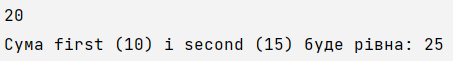 20
Сума first (10) і second (15) буде рівна: 25